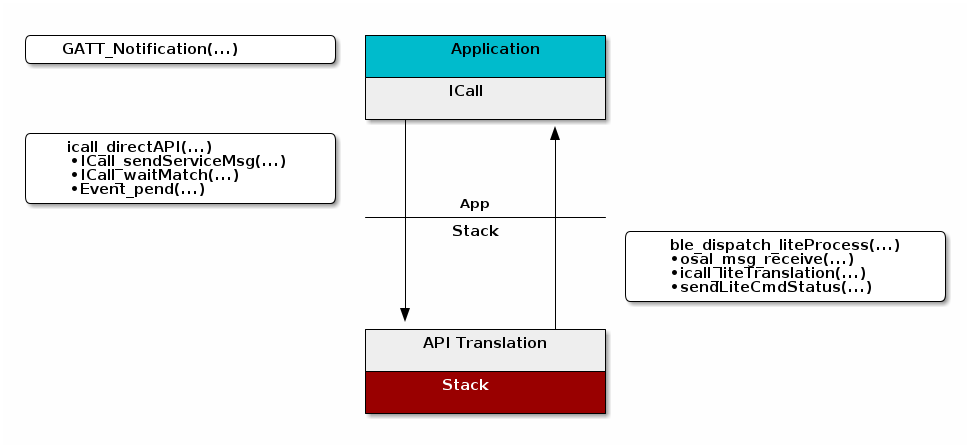 GATT_Notification(...)
Application
ICall
icall_directAPI(...)
•ICall_sendServiceMsg(...)
•ICall_waitMatch(...)
•Event_pend(...)
App
Stack
ble_dispatch_liteProcess(...)
•osal_msg_receive(...)
•icall_liteTranslation(...)
•sendLiteCmdStatus(...)
API Translation
Stack